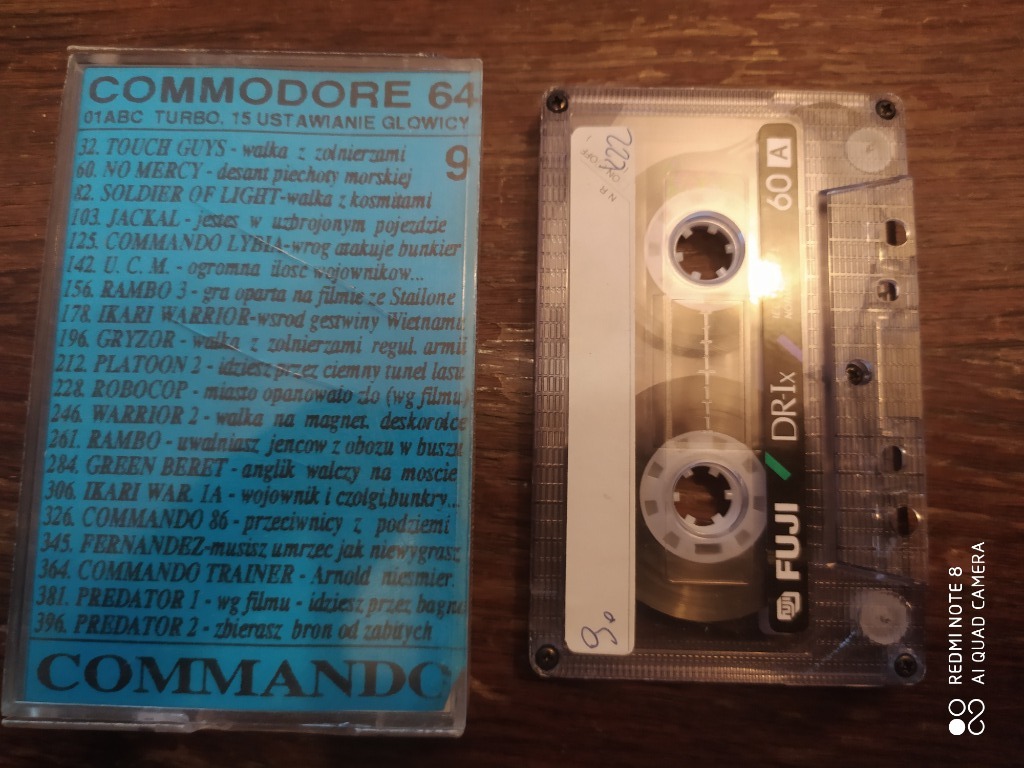 COMMODORE 64
01ABC TURBO. 15 USTAWIANIE GLOWICY
9
32. TOUCH GUYS - walka z zolnierzami
60. NO MERCY - desant piechoty morskiej
82. SOLDIER OF LIGHT-walka z kosmitami
103. JACKAL - jestes w uzbrojonym pojezdzie
125. COMMANDO LYBIA-wrog atakuje bunkier
142. U. C. M. - ogromna ilosc wojownikow...
156. RAMBO 3 - gra oparta na filmie ze Stallone
178. IKARI WARRIOR-wsrod gestwiny Wietnamu
196. GRYZOR - walka z zolnierzami regul. armii
212. PLATOON 2 - idziesz przez ciemny tunel lasu
228. ROBOCOP - miasto opanowalo zlo (wg filmu)
246. WARRIOR 2 - walka na magnet. deskorolce
261. RAMBO - uwalniasz jencow z obozu w buszu
284. GREEN BERET - anglik walczy na moscie
306. IKARI WAR. 1A - wojownik i czolgi,bunkry...
326. COMMANDO 86 - przeciwnicy z podziemi
345. FERNANDEZ-musisz umrzec jak niewygrasz
364. COMMANDO TRAINER - Arnold niesmier.
381. PREDATOR 1 - wg filmu - idziesz przez bagna
396. PREDATOR 2 - zbierasz bron od zabitych
COMMANDO
N R
ON OFF
60 A
DR-Ix
FUJI
FUJI
REDMI NOTE 8
AI QUAD CAMERA